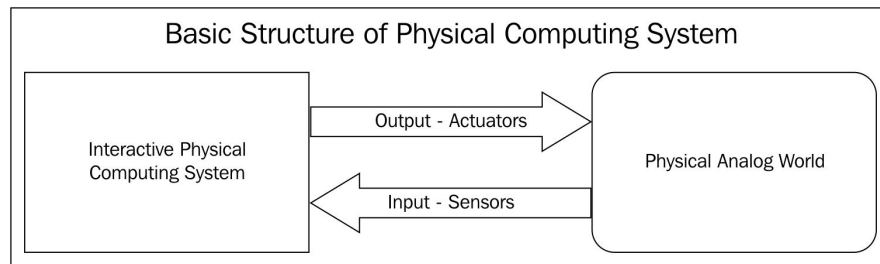 Basic Structure of Physical Computing System
Output - Actuators
Interactive Physical
Computing System
Physical Analog World
Input - Sensors